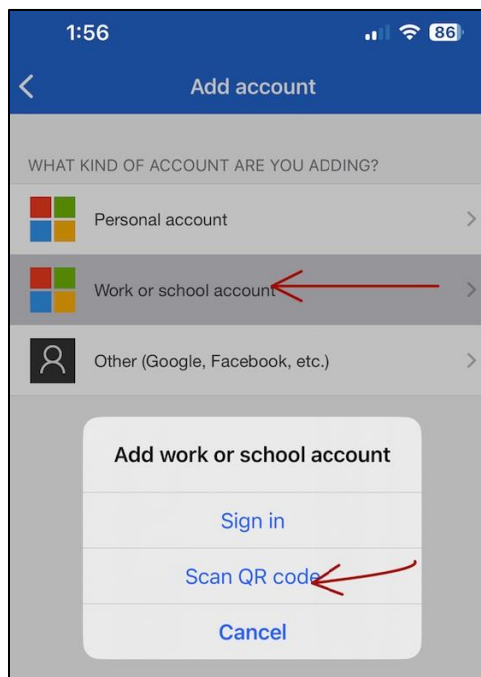 1:56
86
Add account
WHAT KIND OF ACCOUNT ARE YOU ADDING?
Personal account
Work or school account
Other (Google, Facebook, etc.)
Add work or school account
Sign in
Scan QR code
Cancel